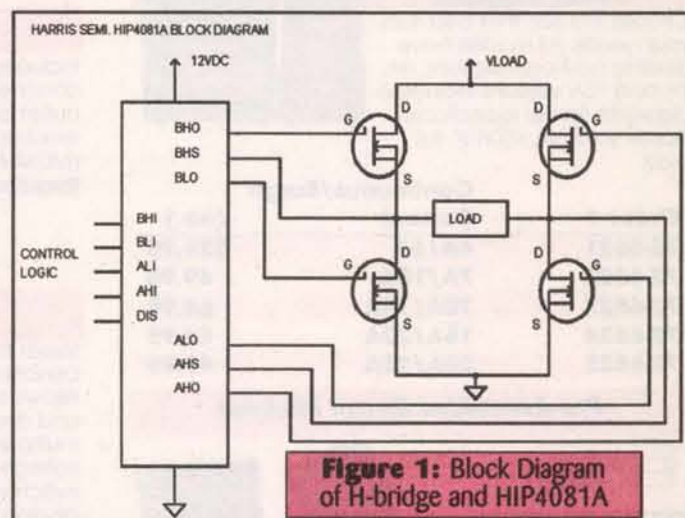 HARRIS SEMI. HIP4081A BLOCK DIAGRAM
12VDC
VLOAD
BHO
BHS
BLO
D
G
S
D
G
S
LOAD
BHI
BLI
ALI
AHI
DIS
CONTROL
LOGIC
D
G
S
D
G
S
ALO
AHS
AHO
Figure 1: Block Diagram
of H-bridge and HIP4081A